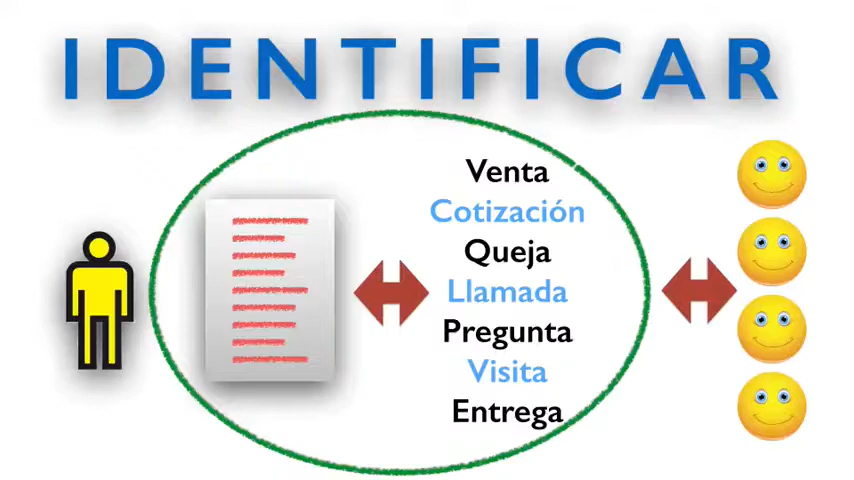 IDENTIFICAR
Venta
Cotización
Queja
Llamada
Pregunta
Visita
Entrega